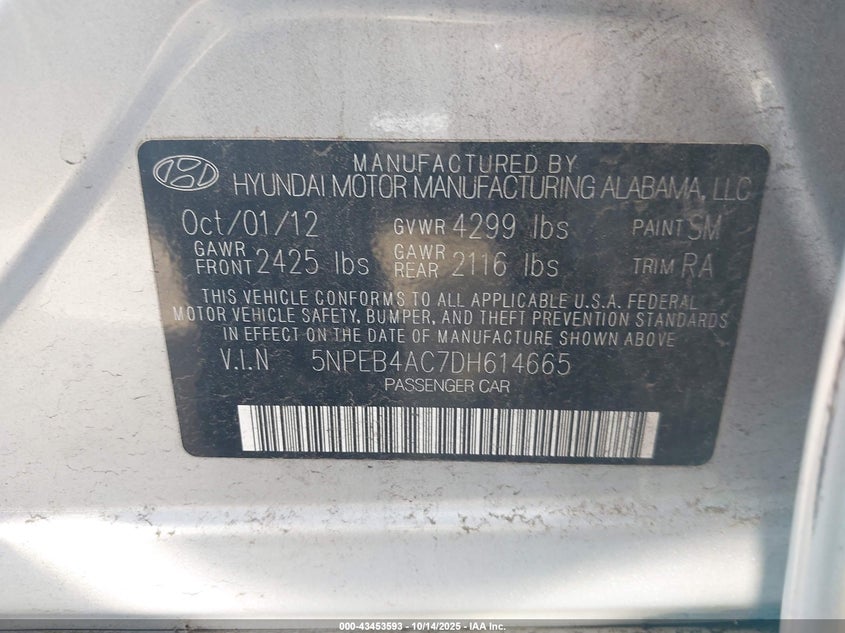 MANUFACTURED BY
HYUNDAI MOTOR MANUFACTURING ALABAMA, LLC
Oct/01/12 GVWR 4299 lbs PAINT SM
GAWR FRONT 2425 lbs GAWR REAR 2116 lbs TRIM RA
THIS VEHICLE CONFORMS TO ALL APPLICABLE U.S.A. FEDERAL
MOTOR VEHICLE SAFETY, BUMPER, AND THEFT PREVENTION STANDARDS
IN EFFECT ON THE DATE OF MANUFACTURE SHOWN ABOVE
V.I.N 5NPEB4AC7DH614665
PASSENGER CAR
000-43453593 - 10/14/2025 - IAA Inc.